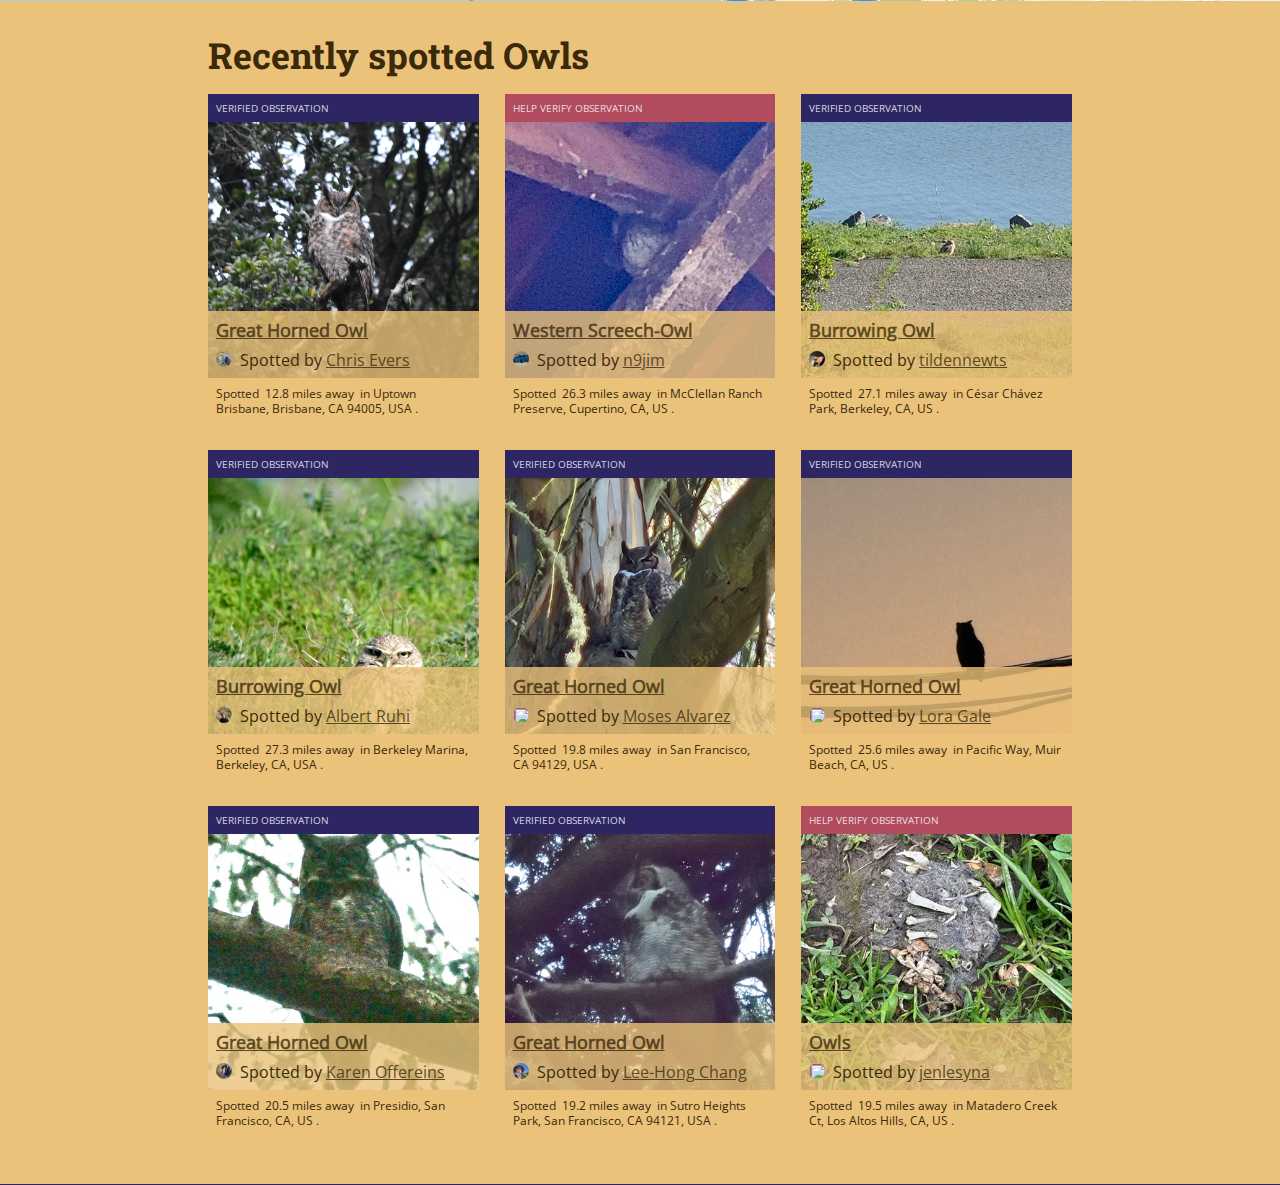 Recently spotted Owls
VERIFIED OBSERVATION
Great Horned Owl
Spotted by Chris Evers
Spotted 12.8 miles away in Uptown
Brisbane, Brisbane, CA 94005, USA .
HELP VERIFY OBSERVATION
Western Screech-Owl
Spotted by n9jim
Spotted 26.3 miles away in McClellan Ranch
Preserve, Cupertino, CA, US .
VERIFIED OBSERVATION
Burrowing Owl
Spotted by tildennewts
Spotted 27.1 miles away in César Chávez
Park, Berkeley, CA, US .
VERIFIED OBSERVATION
Burrowing Owl
Spotted by Albert Ruhi
Spotted 27.3 miles away in Berkeley Marina,
Berkeley, CA, USA .
VERIFIED OBSERVATION
Great Horned Owl
Spotted by Moses Alvarez
Spotted 19.8 miles away in San Francisco,
CA 94129, USA .
VERIFIED OBSERVATION
Great Horned Owl
Spotted by Lora Gale
Spotted 25.6 miles away in Pacific Way, Muir
Beach, CA, US .
VERIFIED OBSERVATION
Great Horned Owl
Spotted by Karen Offereins
Spotted 20.5 miles away in Presidio, San
Francisco, CA, US .
VERIFIED OBSERVATION
Great Horned Owl
Spotted by Lee-Hong Chang
Spotted 19.2 miles away in Sutro Heights
Park, San Francisco, CA 94121, USA .
HELP VERIFY OBSERVATION
Owls
Spotted by jenlesyna
Spotted 19.5 miles away in Matadero Creek
Ct, Los Altos Hills, CA, US .